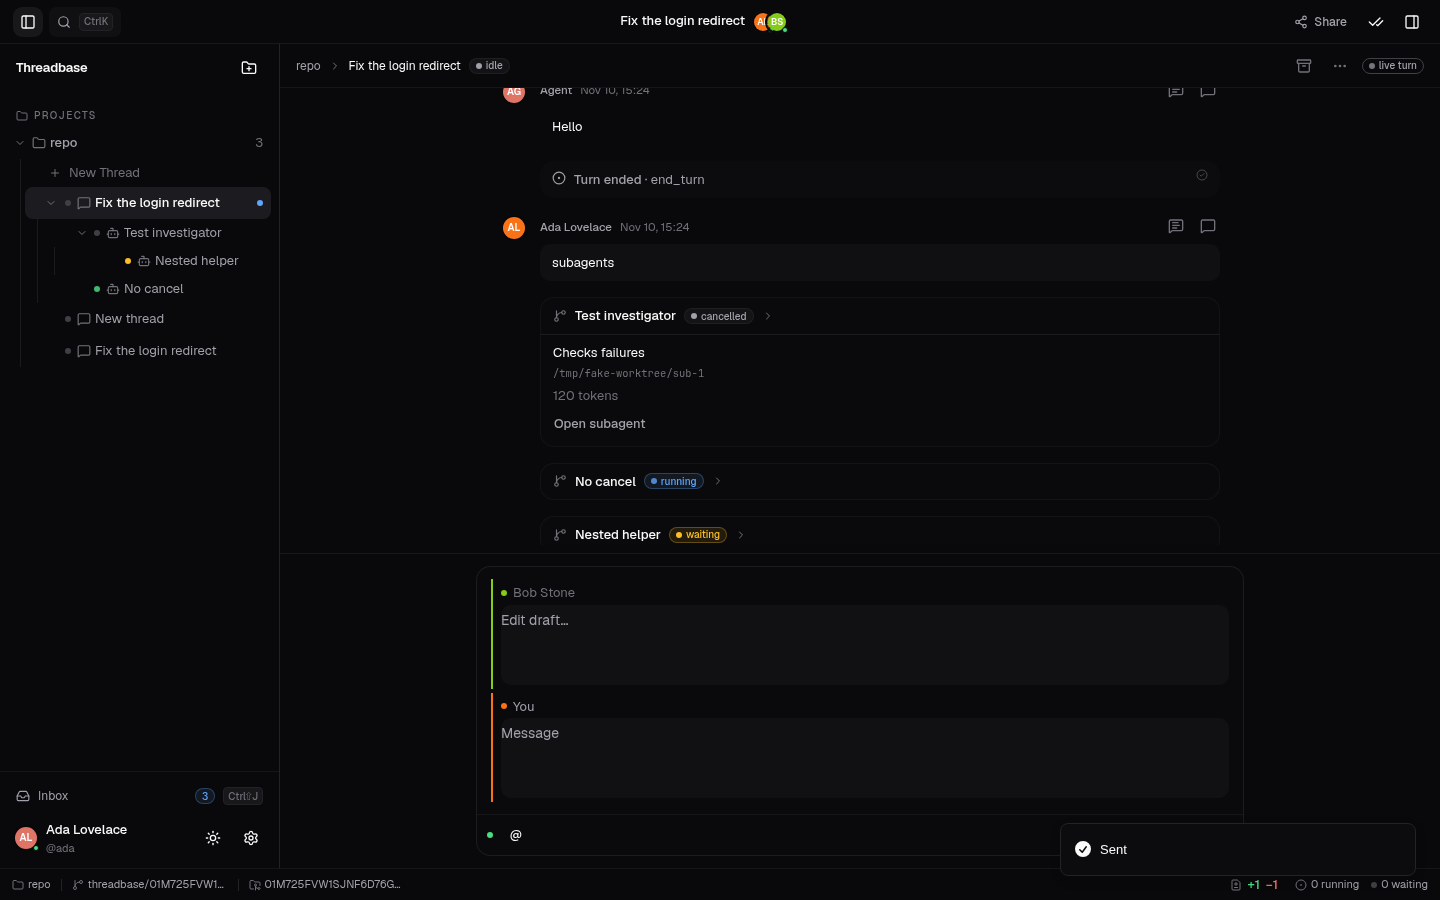 CtrlK
Fix the login redirect
BS
Share
Threadbase
PROJECTS
repo
3
New Thread
Fix the login redirect
Test investigator
Nested helper
No cancel
New thread
Fix the login redirect
Inbox
3
Ctrl⇧J
AL
Ada Lovelace
@ada
repo
Fix the login redirect
idle
live turn
AG
Agent
Nov 10, 15:24
Hello
Turn ended · end_turn
AL
Ada Lovelace
Nov 10, 15:24
subagents
Test investigator
cancelled
Checks failures
/tmp/fake-worktree/sub-1
120 tokens
Open subagent
No cancel
running
Nested helper
waiting
Bob Stone
Edit draft…
You
Message
@
Sent
repo
threadbase/01M725FVW1…
01M725FVW1SJNF6D76G…
+1 −1
0 running
0 waiting